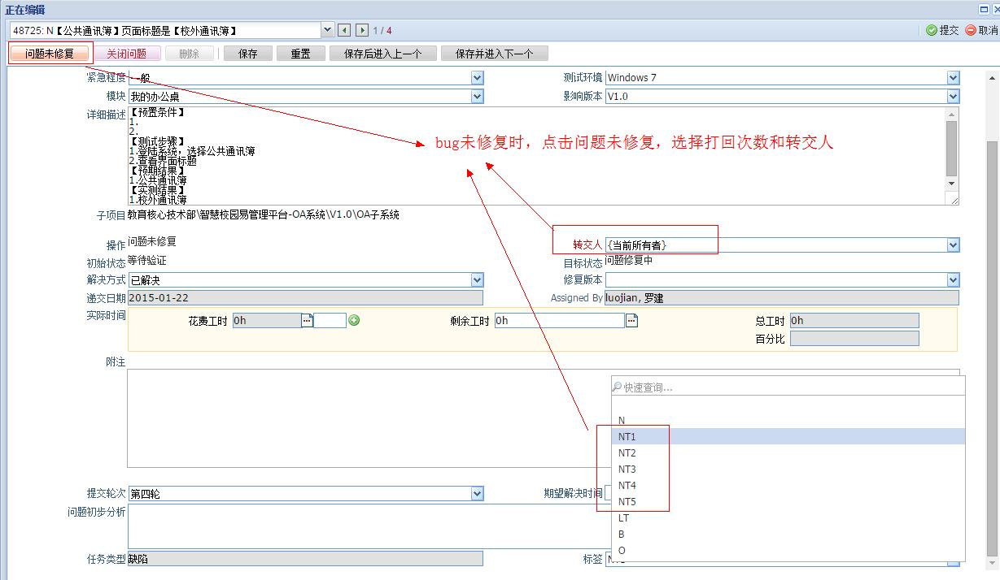 正在编辑
48725: N【公共通讯簿】页面标题是【校外通讯簿】 1 / 4 提交 取消
问题未修复 关闭问题 删除 保存 重置 保存后进入上一个 保存并进入下一个
紧急程度 一般 测试环境 Windows 7
模块 我的办公桌 影响版本 V1.0
详细描述 【预置条件】
1.
2.
【测试步骤】
1.登陆系统，选择公共通讯簿
2.查看界面标题
【预期结果】
1.公共通讯簿
【实测结果】
1.校外通讯簿
bug未修复时，点击问题未修复，选择打回次数和转交人
子项目 教育核心技术部\智慧校园易管理平台-OA系统\V1.0\OA子系统
操作 问题未修复 转交人 {当前所有者}
初始状态 等待验证 目标状态 问题修复中
解决方式 已解决 修复版本
递交日期 2015-01-22 Assigned By luojian, 罗建
实际时间 花费工时 0h 剩余工时 0h 总工时 0h
百分比
附注
快速查询...
N
NT1
NT2
NT3
NT4
NT5
LT
B
O
提交轮次 第四轮 期望解决时间
问题初步分析
任务类型 缺陷 标签